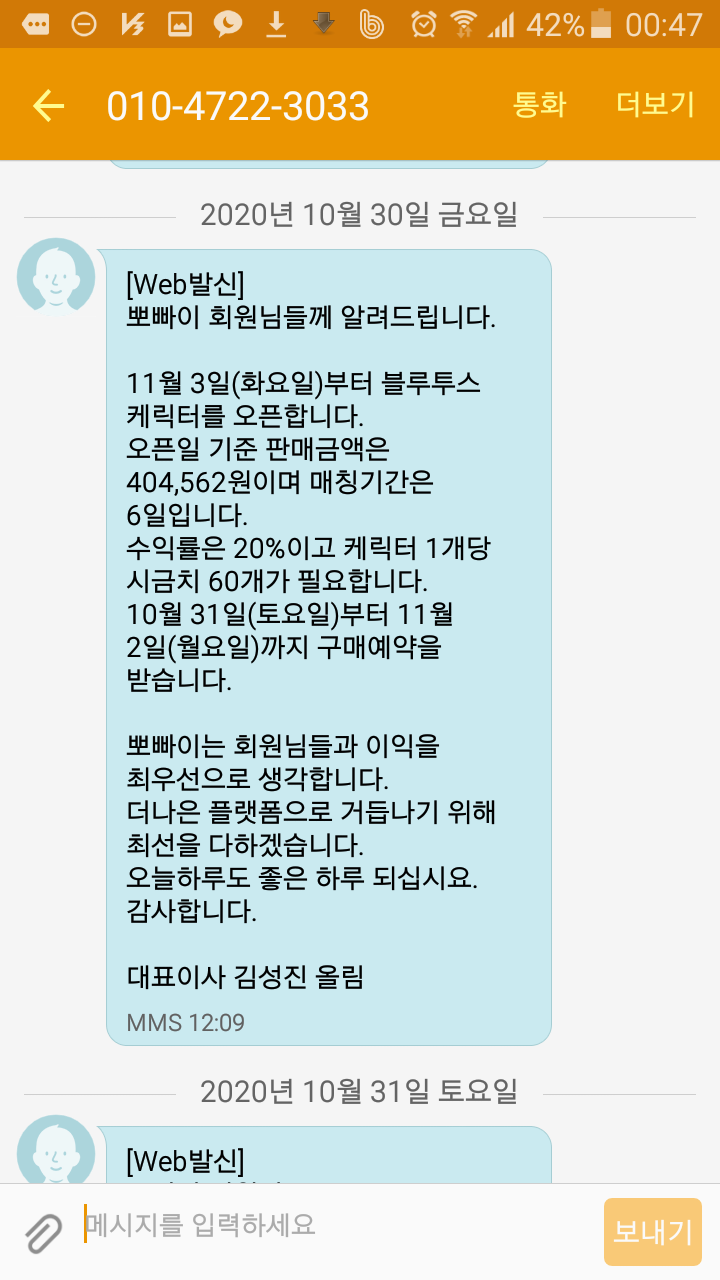 42% 00:47
010-4722-3033 통화 더보기
2020년 10월 30일 금요일
[Web발신]
뽀빠이 회원님들께 알려드립니다.
11월 3일(화요일)부터 블루투스
케릭터를 오픈합니다.
오픈일 기준 판매금액은
404,562원이며 매칭기간은
6일입니다.
수익률은 20%이고 케릭터 1개당
시금치 60개가 필요합니다.
10월 31일(토요일)부터 11월
2일(월요일)까지 구매예약을
받습니다.
뽀빠이는 회원님들과 이익을
최우선으로 생각합니다.
더나은 플랫폼으로 거듭나기 위해
최선을 다하겠습니다.
오늘하루도 좋은 하루 되십시요.
감사합니다.
대표이사 김성진 올림
MMS 12:09
2020년 10월 31일 토요일
[Web발신]
메시지를 입력하세요
보내기